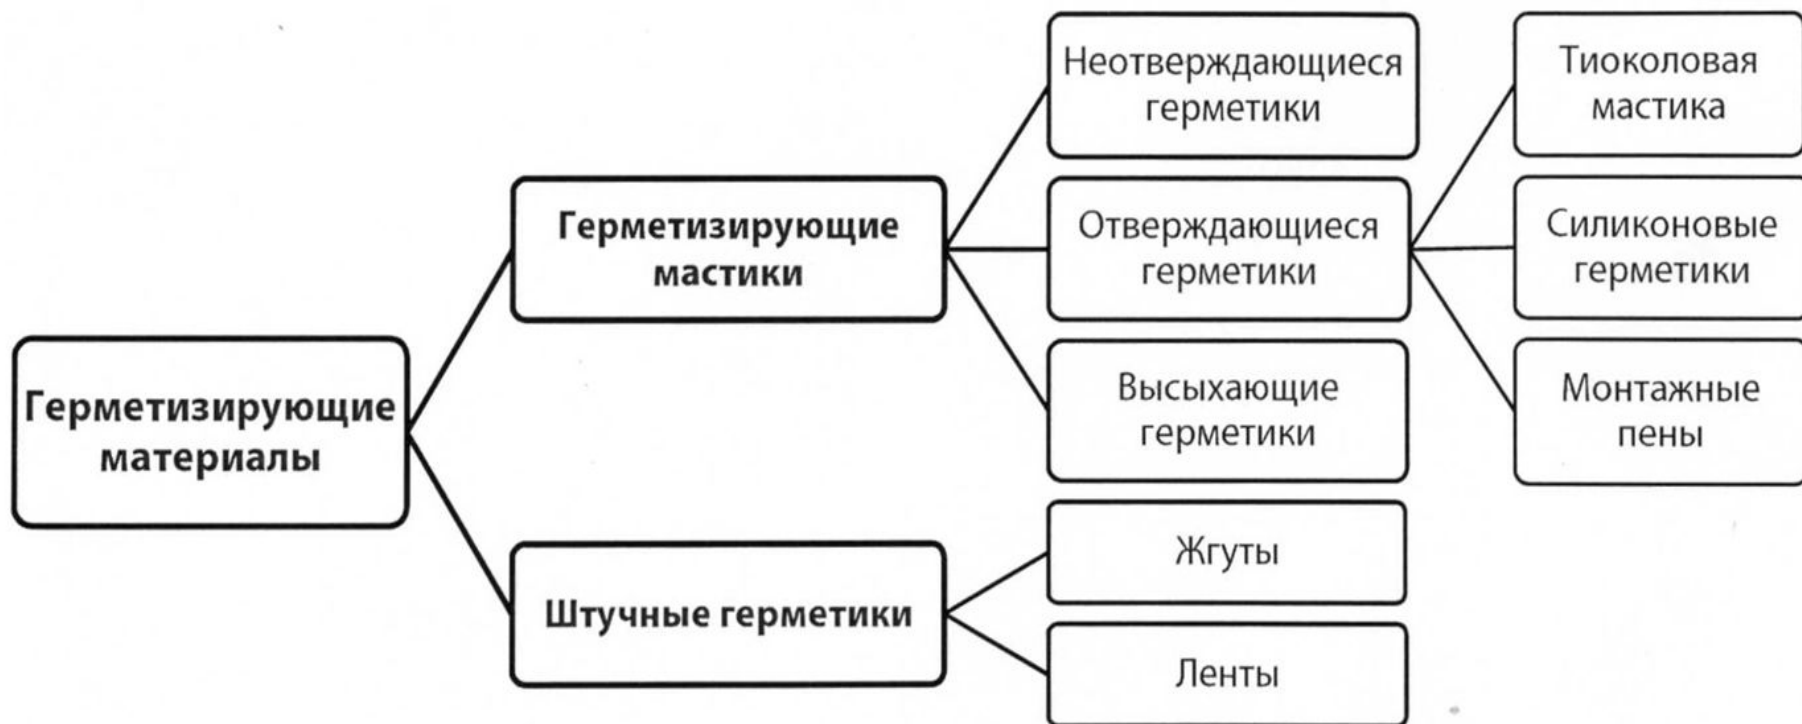 Неотверждающиеся
герметики
Тиоколовая
мастика
Герметизирующие
мастики
Отверждающиеся
герметики
Силиконовые
герметики
Герметизирующие
материалы
Высыхающие
герметики
Монтажные
пены
Штучные герметики
Жгуты
Ленты